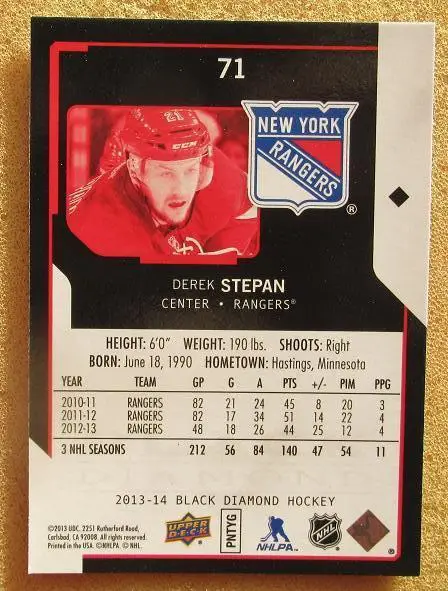 71
21
CCM
NEW YORK
RANGERS
®
DEREK STEPAN
CENTER • RANGERS®
HEIGHT: 6'0" WEIGHT: 190 lbs. SHOOTS: Right
BORN: June 18, 1990 HOMETOWN: Hastings, Minnesota
YEAR TEAM GP G A PTS +/- PIM PPG
2010-11 RANGERS 82 21 24 45 8 20 3
2011-12 RANGERS 82 17 34 51 14 22 4
2012-13 RANGERS 48 18 26 44 25 12 4
3 NHL SEASONS 212 56 84 140 47 54 11
2013-14 BLACK DIAMOND HOCKEY
©2013 UDC. 2251 Rutherford Road,
Carlsbad, CA 92008. All rights reserved.
Printed in the USA. ©NHLPA. © NHL.
UPPER
DECK
PNTYG
NHLPA
NHL
®